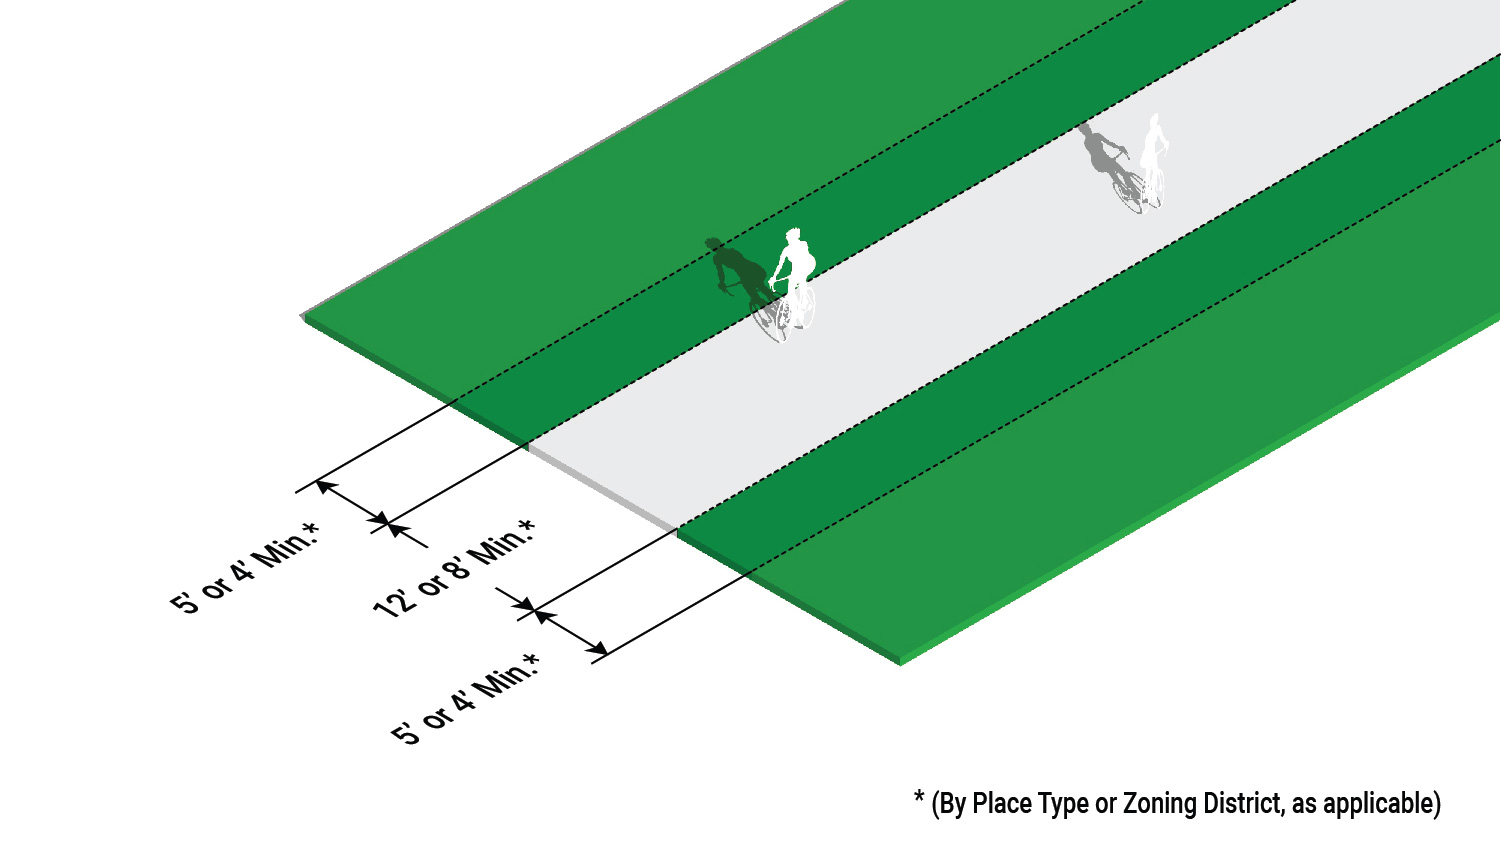 5' or 4' Min.*
12' or 8' Min.*
5' or 4' Min.*
* (By Place Type or Zoning District, as applicable)